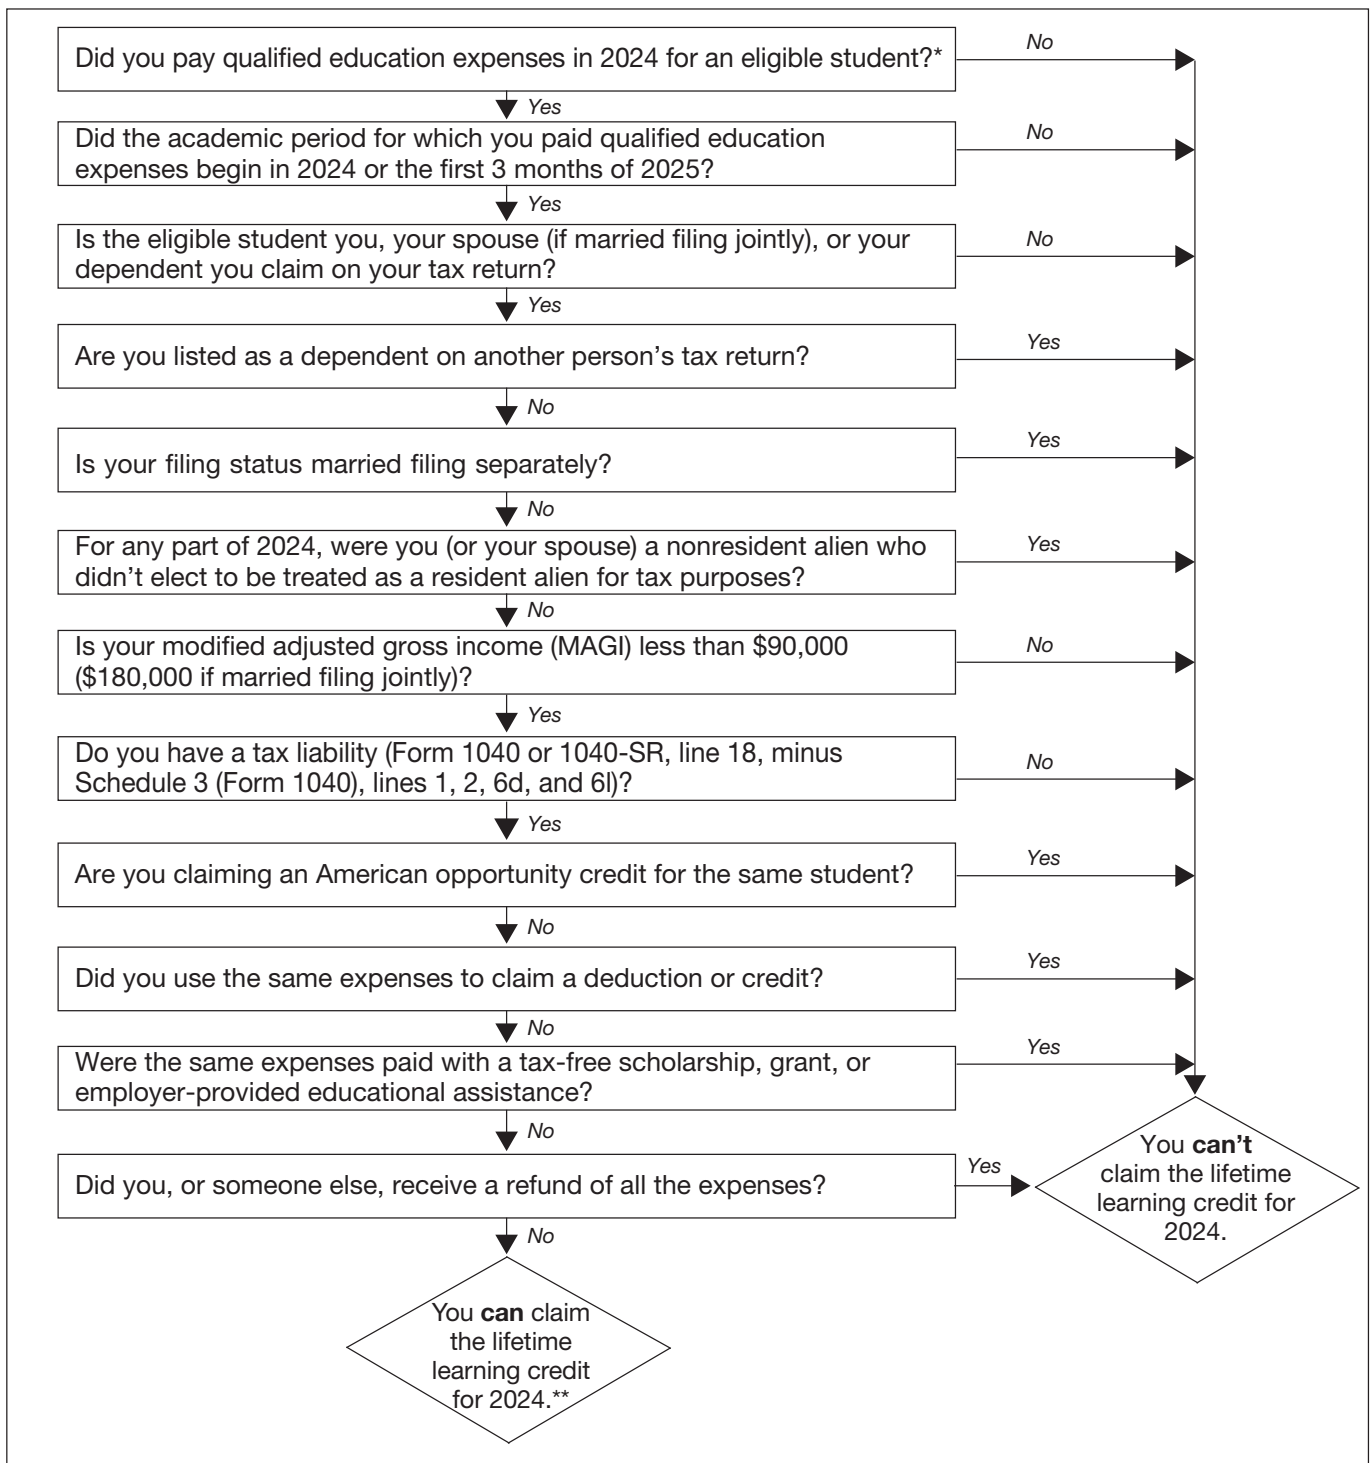 Did you pay qualified education expenses in 2024 for an eligible student?*
No
Yes
Did the academic period for which you paid qualified education
expenses begin in 2024 or the first 3 months of 2025?
No
Yes
Is the eligible student you, your spouse (if married filing jointly), or your
dependent you claim on your tax return?
No
Yes
Are you listed as a dependent on another person’s tax return?
Yes
No
Is your filing status married filing separately?
Yes
No
For any part of 2024, were you (or your spouse) a nonresident alien who
didn’t elect to be treated as a resident alien for tax purposes?
Yes
No
Is your modified adjusted gross income (MAGI) less than $90,000
($180,000 if married filing jointly)?
No
Yes
Do you have a tax liability (Form 1040 or 1040-SR, line 18, minus
Schedule 3 (Form 1040), lines 1, 2, 6d, and 6l)?
No
Yes
Are you claiming an American opportunity credit for the same student?
Yes
No
Did you use the same expenses to claim a deduction or credit?
Yes
No
Were the same expenses paid with a tax-free scholarship, grant, or
employer-provided educational assistance?
Yes
No
Did you, or someone else, receive a refund of all the expenses?
Yes
You can’t
claim the lifetime
learning credit for
2024.
No
You can claim
the lifetime
learning credit
for 2024.**